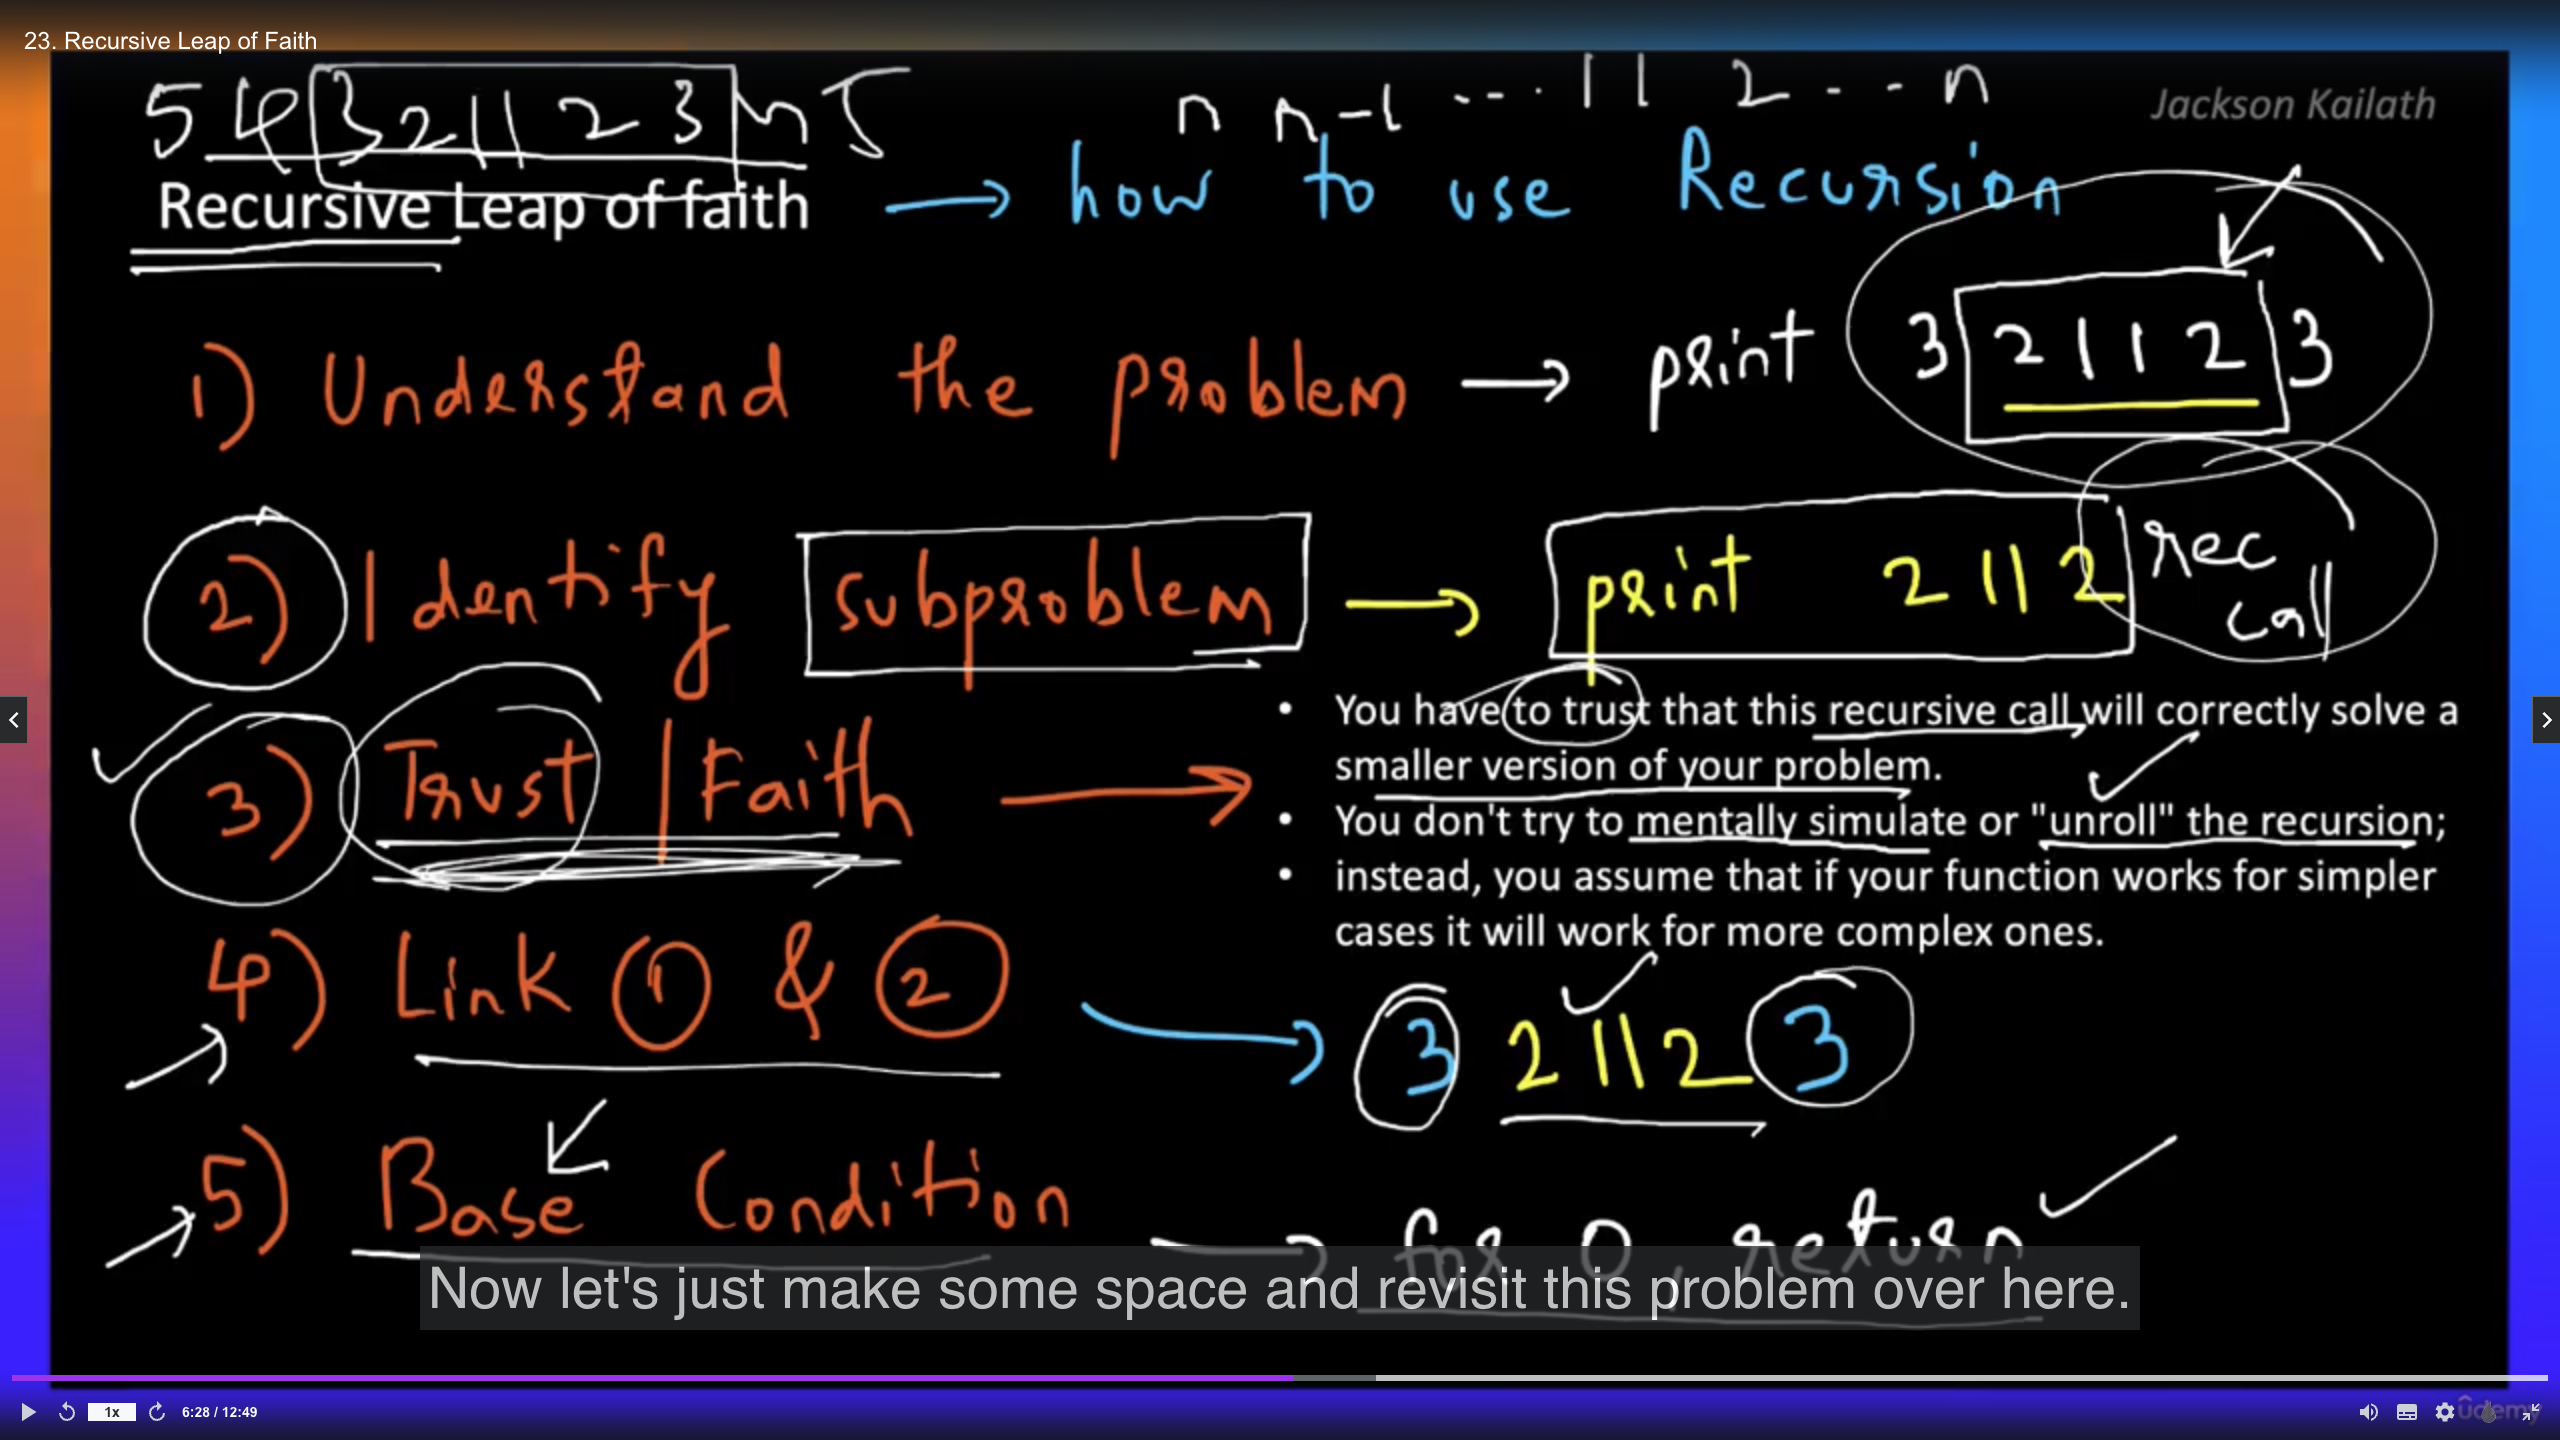 23. Recursive Leap of Faith
5 4 3 2 1 1 2 3 4 5
n n-1 --- . 1 1 2 - - n
Jackson Kailath
Recursive Leap of faith → how to use Recursion
1) Understand the problem → print 3 2 1 1 2 3
2) Identify subproblem → print 2 1 1 2 rec call
3) Trust | Faith →
• You have to trust that this recursive call will correctly solve a
smaller version of your problem.
• You don't try to mentally simulate or "unroll" the recursion;
• instead, you assume that if your function works for simpler
cases it will work for more complex ones.
4) Link 1 & 2 → 3 2 1 1 2 3
5) Base Condition → for 0, return
Now let's just make some space and revisit this problem over here.
1x 6:28 / 12:49
ûdemy